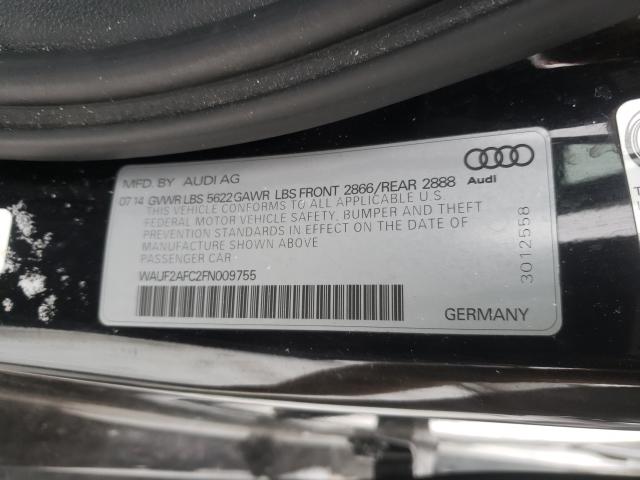 MFD. BY AUDI AG
07 14 GVWR LBS 5622 GAWR LBS FRONT 2866/REAR 2888
THIS VEHICLE CONFORMS TO ALL APPLICABLE U.S.
FEDERAL MOTOR VEHICLE SAFETY, BUMPER AND THEFT
PREVENTION STANDARDS IN EFFECT ON THE DATE OF
MANUFACTURE SHOWN ABOVE
PASSENGER CAR
WAUF2AFC2FN009755
GERMANY
Audi
3012558